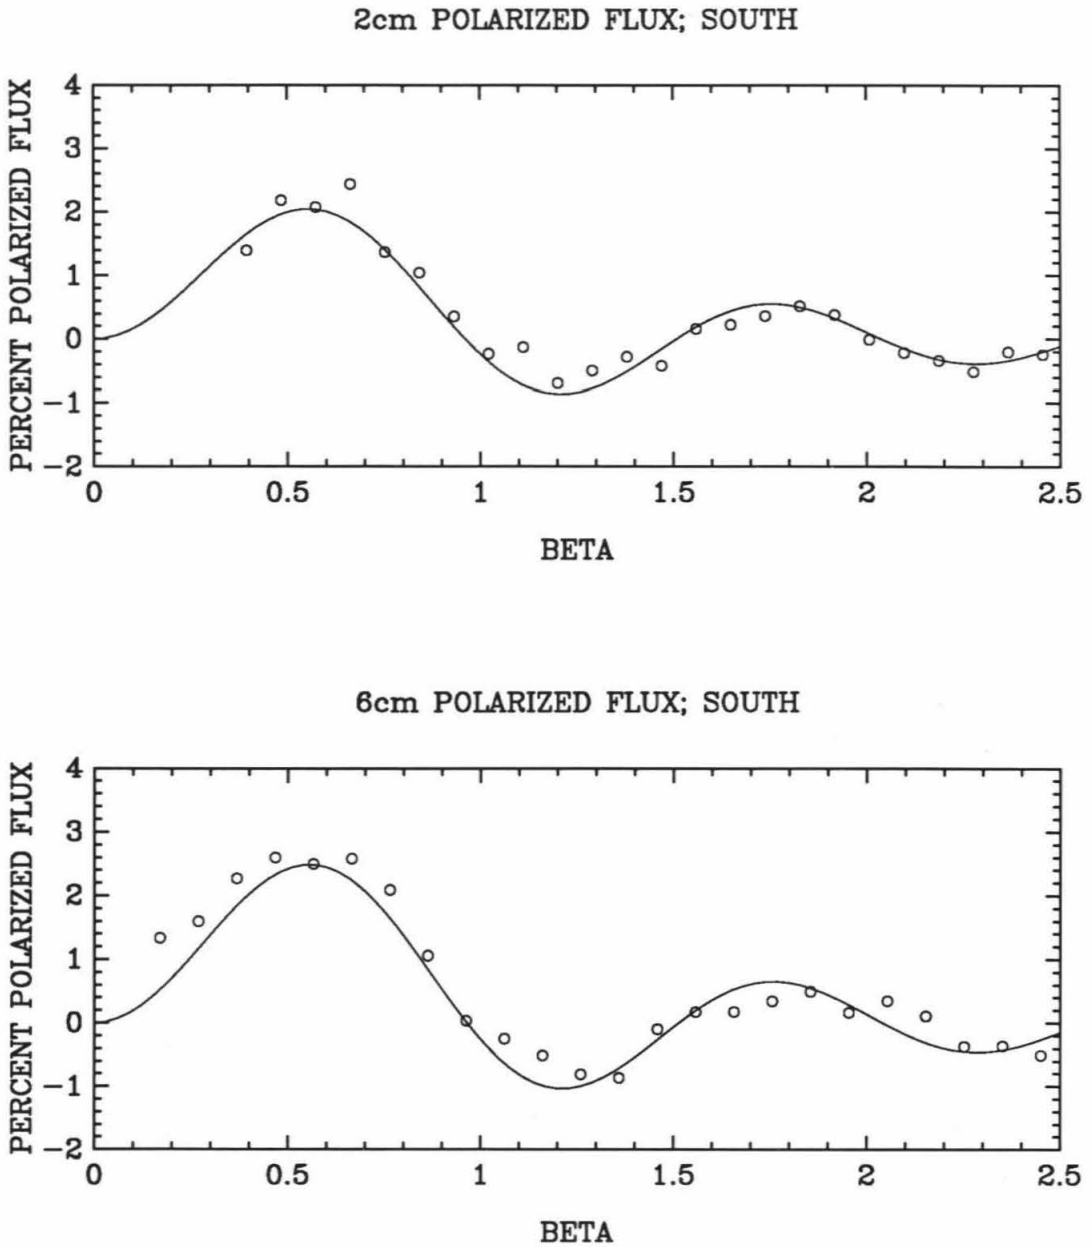 2cm POLARIZED FLUX; SOUTH
PERCENT POLARIZED FLUX
4
3
2
1
0
−1
−2
0 0.5 1 1.5 2 2.5
BETA
6cm POLARIZED FLUX; SOUTH
PERCENT POLARIZED FLUX
4
3
2
1
0
−1
−2
0 0.5 1 1.5 2 2.5
BETA